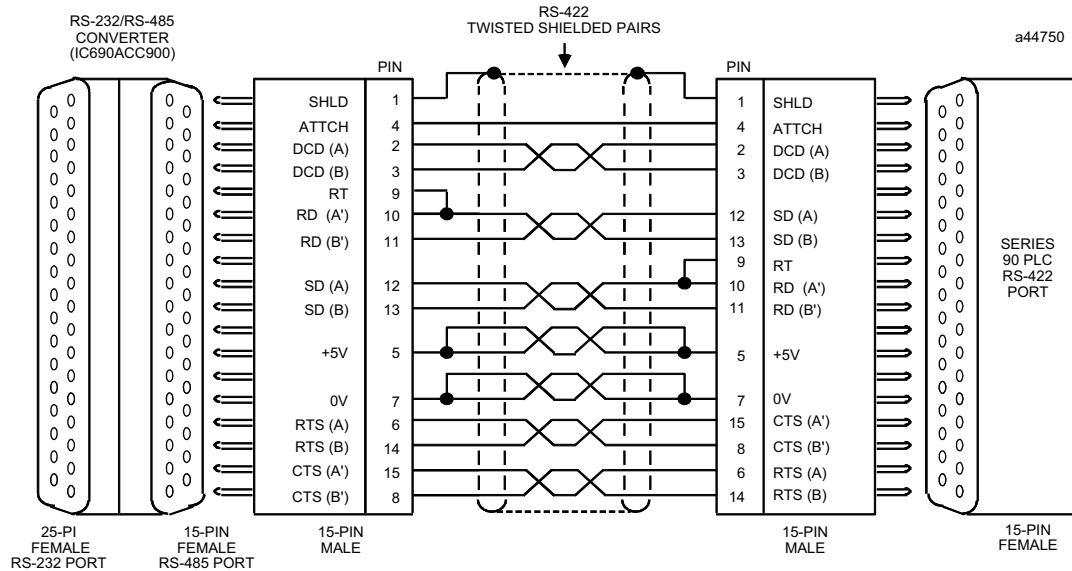 RS-232/RS-485
CONVERTER
(IC690ACC900)
RS-422
TWISTED SHIELDED PAIRS
a44750
PIN
PIN
SHLD 1
1 SHLD
ATTCH 4
4 ATTCH
DCD (A) 2
2 DCD (A)
DCD (B) 3
3 DCD (B)
RT 9
RD (A') 10
12 SD (A)
RD (B') 11
13 SD (B)
9 RT
SD (A) 12
10 RD (A')
SD (B) 13
11 RD (B')
+5V 5
5 +5V
0V 7
7 0V
RTS (A) 6
15 CTS (A')
RTS (B) 14
8 CTS (B')
CTS (A') 15
6 RTS (A)
CTS (B') 8
14 RTS (B)
SERIES
90 PLC
RS-422
PORT
25-PI
FEMALE
RS-232 PORT
15-PIN
FEMALE
RS-485 PORT
15-PIN
MALE
15-PIN
MALE
15-PIN
FEMALE